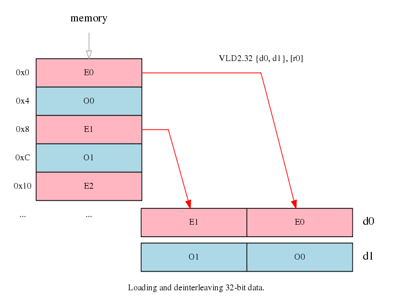 memory
VLD2.32 {d0, d1}, [r0]
0x0 E0
0x4 O0
0x8 E1
0xC O1
0x10 E2
... ...
E1 E0 d0
O1 O0 d1
Loading and deinterleaving 32-bit data.